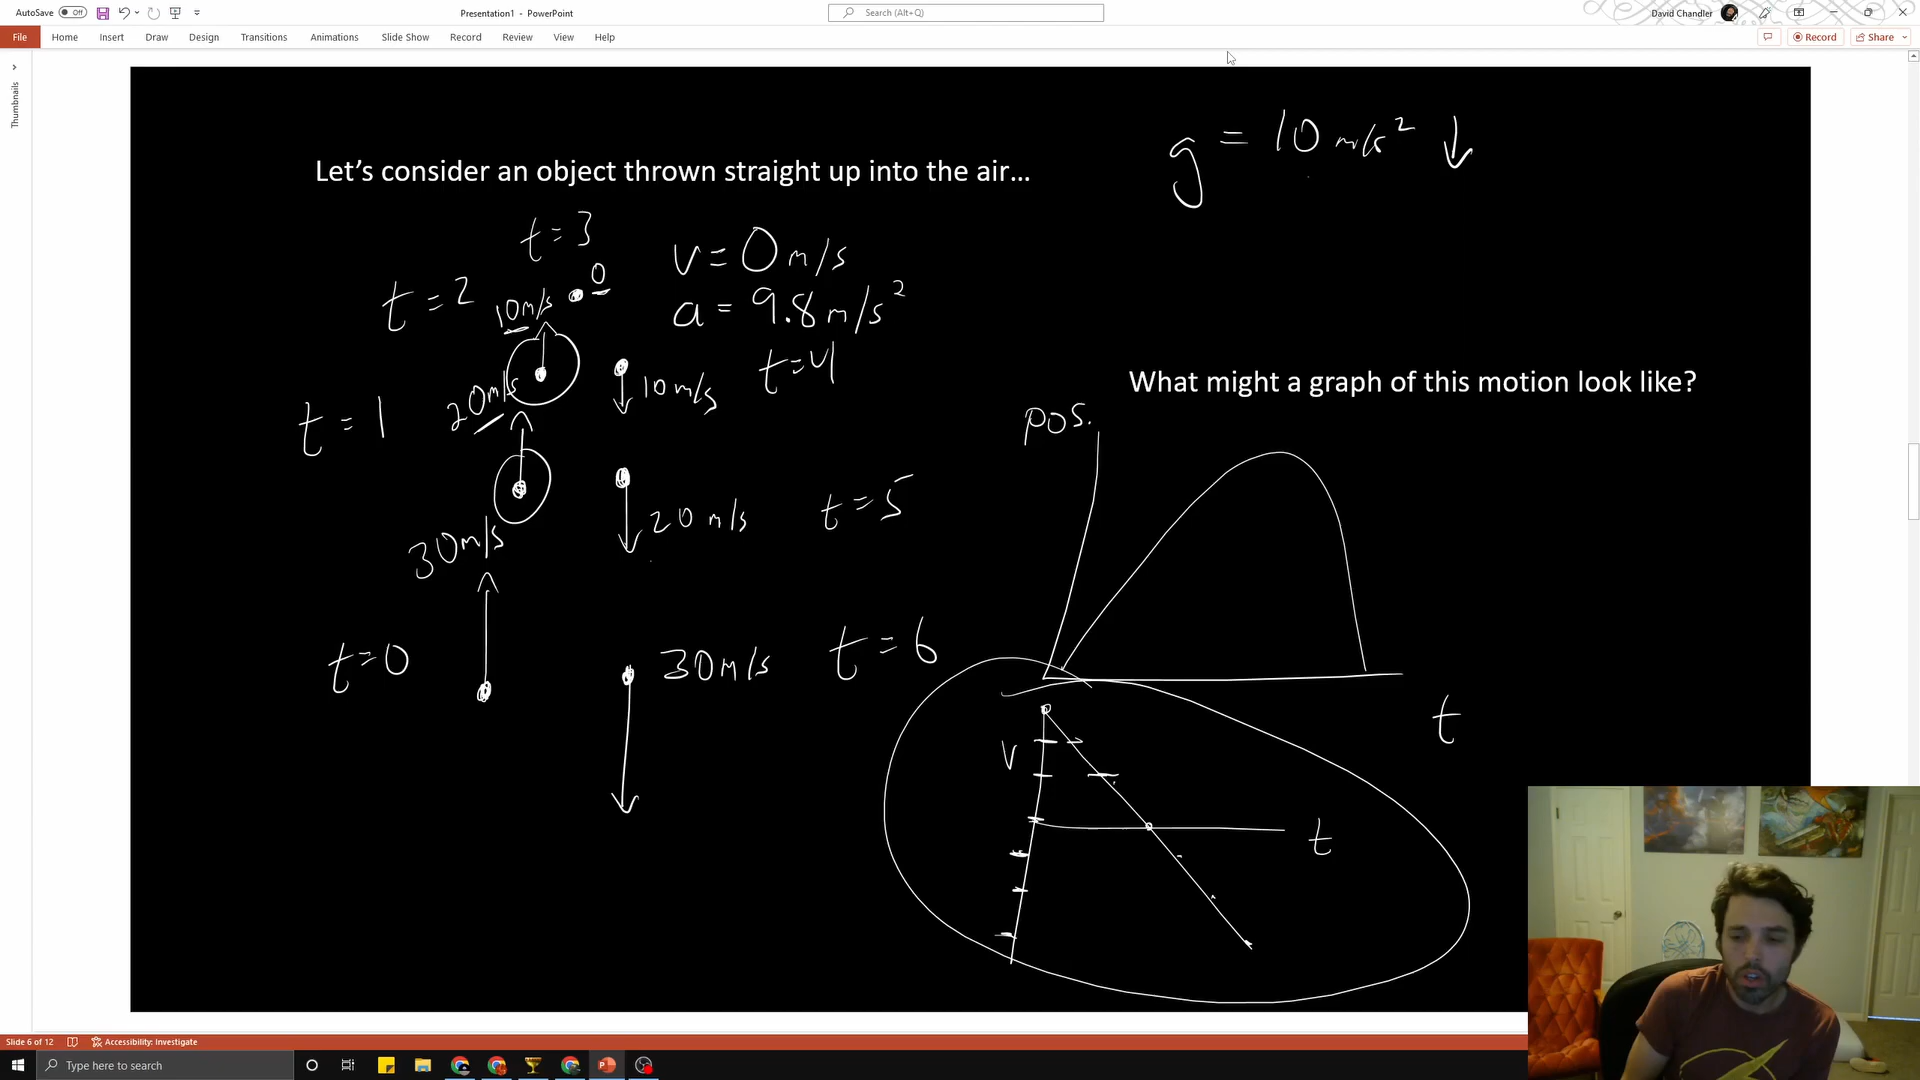 AutoSave Off
Presentation1 - PowerPoint
Search (Alt+Q)
David Chandler
File Home Insert Draw Design Transitions Animations Slide Show Record Review View Help
Record
Share
Thumbnails
g = 10 m/s² ↓
Let's consider an object thrown straight up into the air...
t = 3
v = 0 m/s
0
t = 2
10m/s
a = 9.8 m/s²
t = 4
What might a graph of this motion look like?
10 m/s
20m/s
t = 1
pos.
20 m/s
t = 5
30m/s
t = 0
30m/s
t = 6
t
v
t
Slide 6 of 12
Accessibility: Investigate
Type here to search